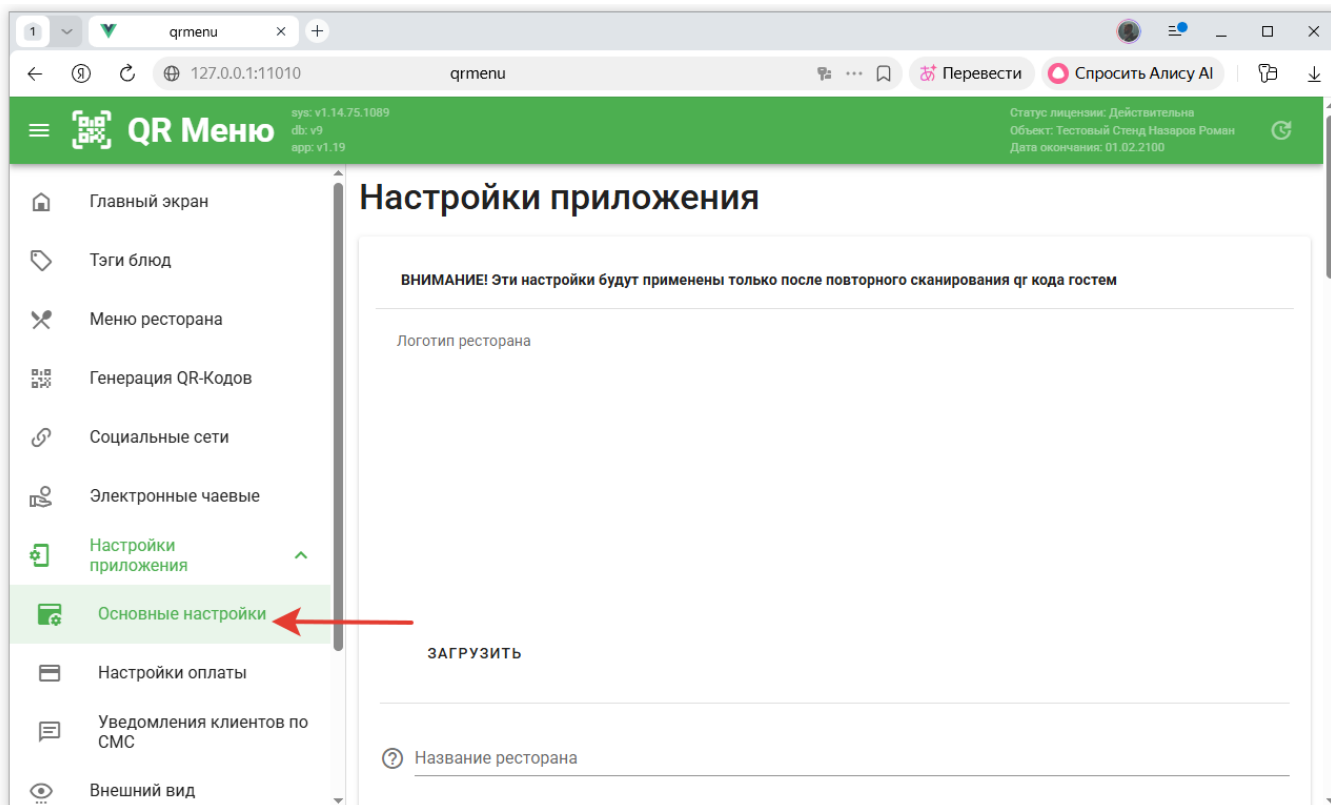 1
qrmenu
127.0.0.1:11010
qrmenu
Перевести
Спросить Алису AI
QR Меню
sys: v1.14.75.1089
db: v9
app: v1.19
Статус лицензии: Действительна
Объект: Тестовый Стенд Назаров Роман
Дата окончания: 01.02.2100
Главный экран
Тэги блюд
Меню ресторана
Генерация QR-Кодов
Социальные сети
Электронные чаевые
Настройки
приложения
Основные настройки
Настройки оплаты
Уведомления клиентов по
СМС
Внешний вид
Настройки приложения
ВНИМАНИЕ! Эти настройки будут применены только после повторного сканирования qr кода гостем
Логотип ресторана
ЗАГРУЗИТЬ
Название ресторана